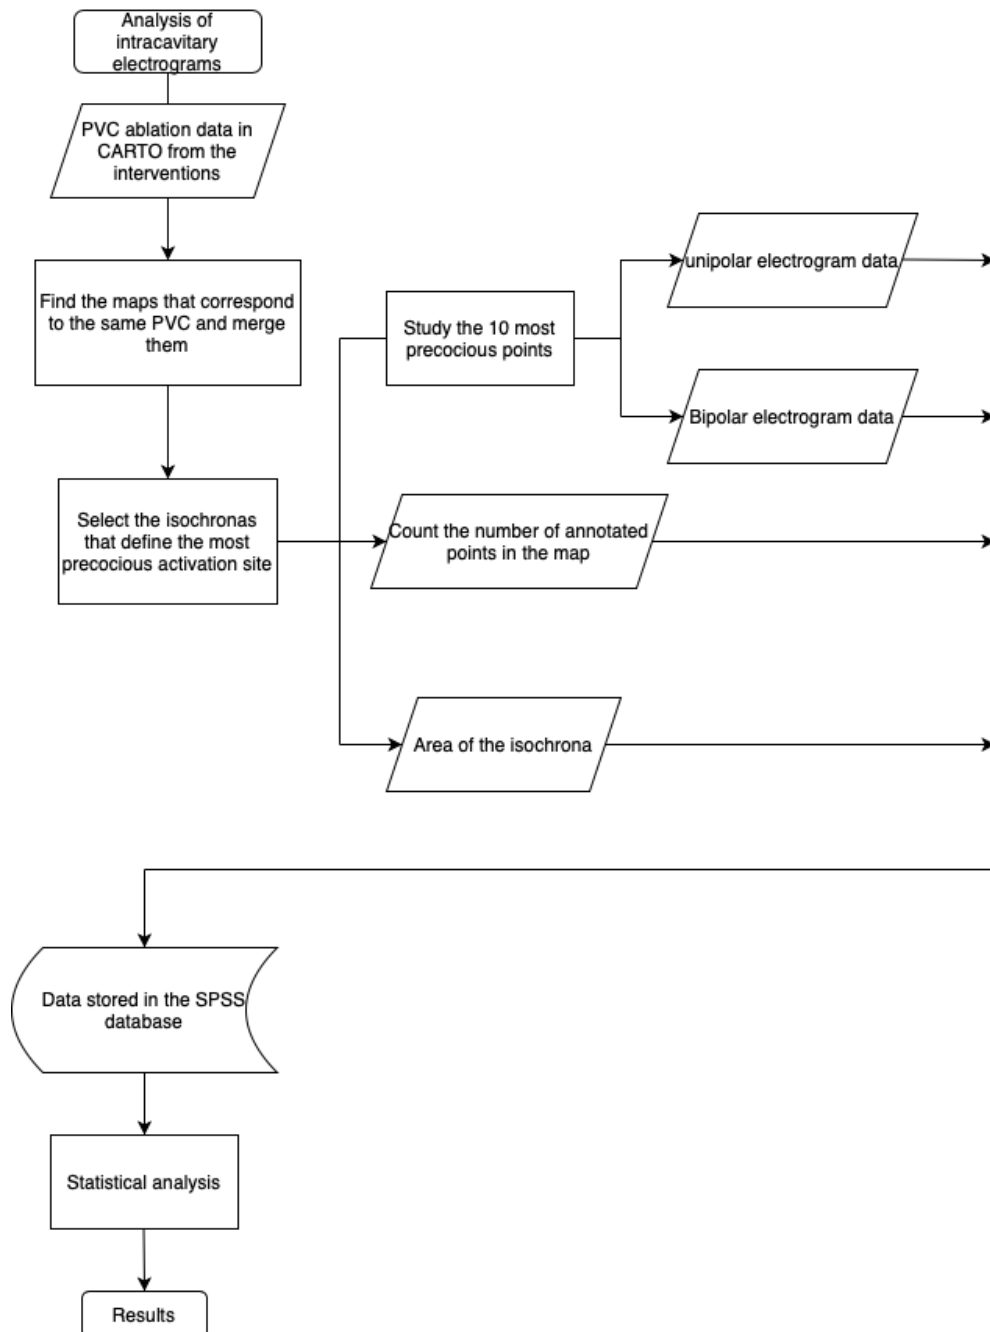 Analysis of
intracavitary
electrograms
PVC ablation data in
CARTO from the
interventions
Find the maps that correspond
to the same PVC and merge
them
Select the isochronas
that define the most
precocious activation site
Study the 10 most
precocious points
unipolar electrogram data
Bipolar electrogram data
Count the number of annotated
points in the map
Area of the isochrona
Data stored in the SPSS
database
Statistical analysis
Results